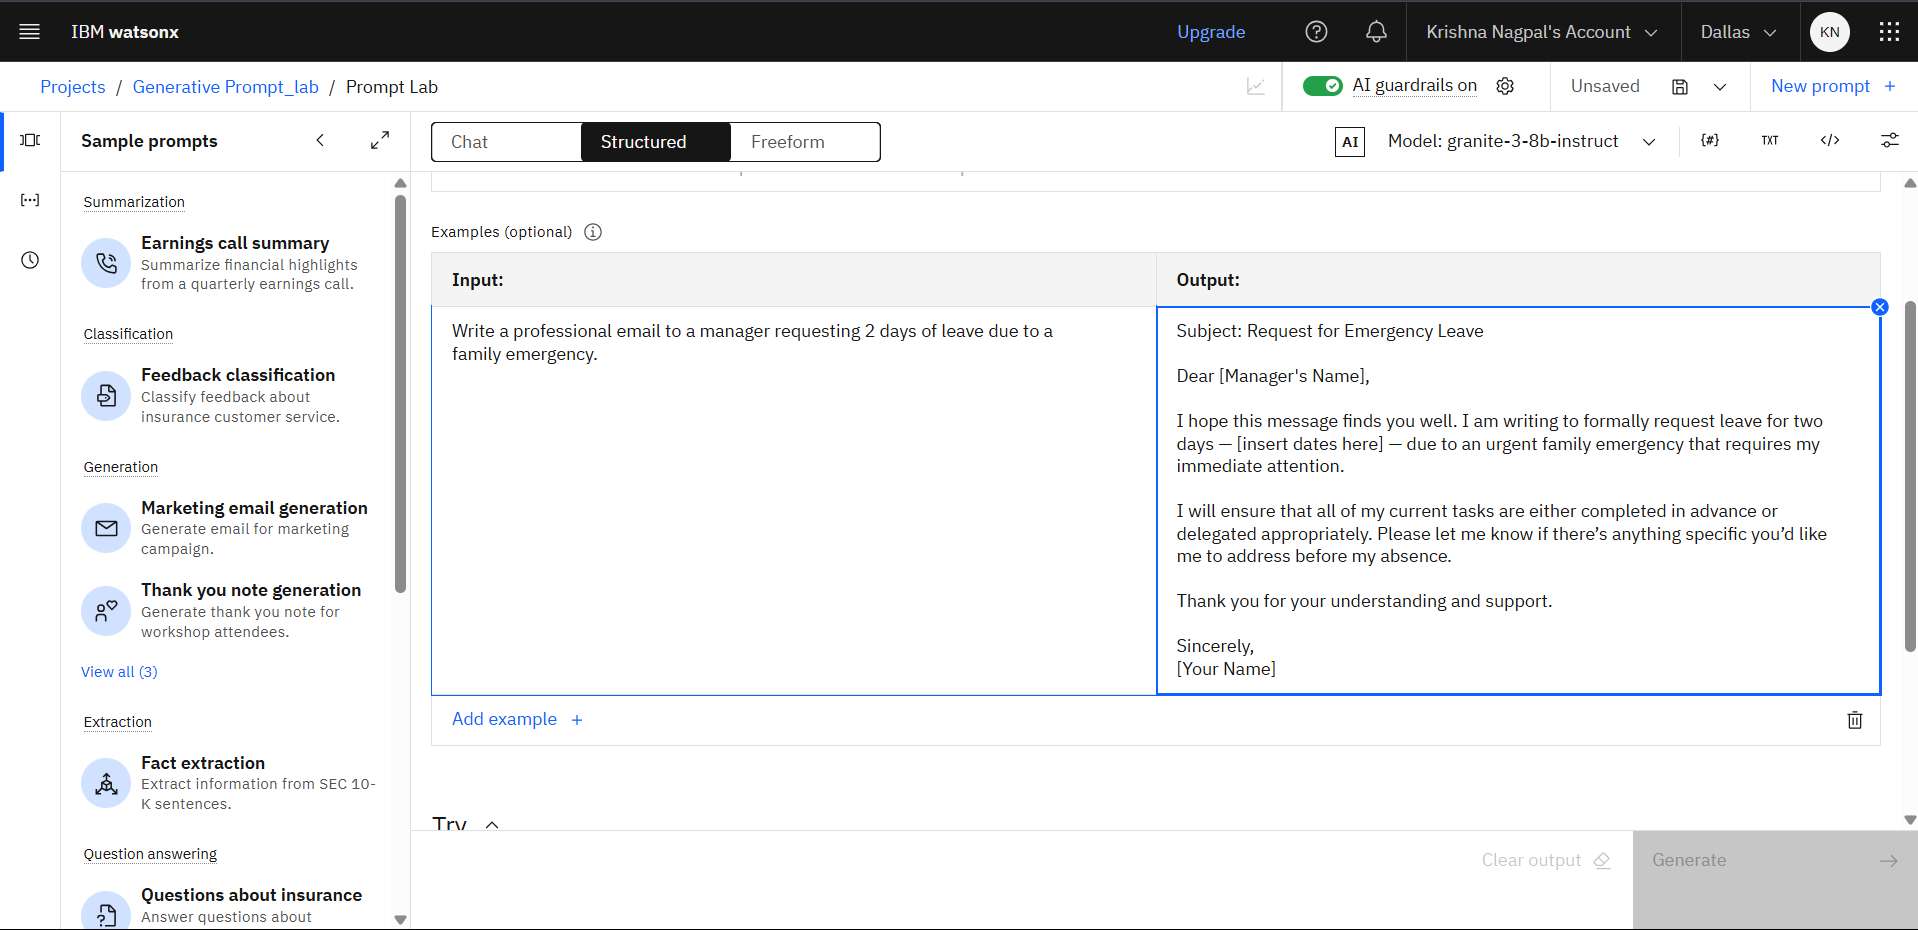 IBM watsonx
Upgrade
Krishna Nagpal's Account
Dallas
KN
Projects / Generative Prompt_lab / Prompt Lab
AI guardrails on
Unsaved
New prompt +
Sample prompts
Chat
Structured
Freeform
AI
Model: granite-3-8b-instruct
{#}
TXT
</>
Summarization
Earnings call summary
Summarize financial highlights
from a quarterly earnings call.
Classification
Feedback classification
Classify feedback about
insurance customer service.
Generation
Marketing email generation
Generate email for marketing
campaign.
Thank you note generation
Generate thank you note for
workshop attendees.
View all (3)
Extraction
Fact extraction
Extract information from SEC 10-
K sentences.
Question answering
Questions about insurance
Answer questions about
Examples (optional)
Input:
Write a professional email to a manager requesting 2 days of leave due to a
family emergency.
Output:
Subject: Request for Emergency Leave
Dear [Manager's Name],
I hope this message finds you well. I am writing to formally request leave for two
days — [insert dates here] — due to an urgent family emergency that requires my
immediate attention.
I will ensure that all of my current tasks are either completed in advance or
delegated appropriately. Please let me know if there’s anything specific you’d like
me to address before my absence.
Thank you for your understanding and support.
Sincerely,
[Your Name]
Add example +
Try
Clear output
Generate